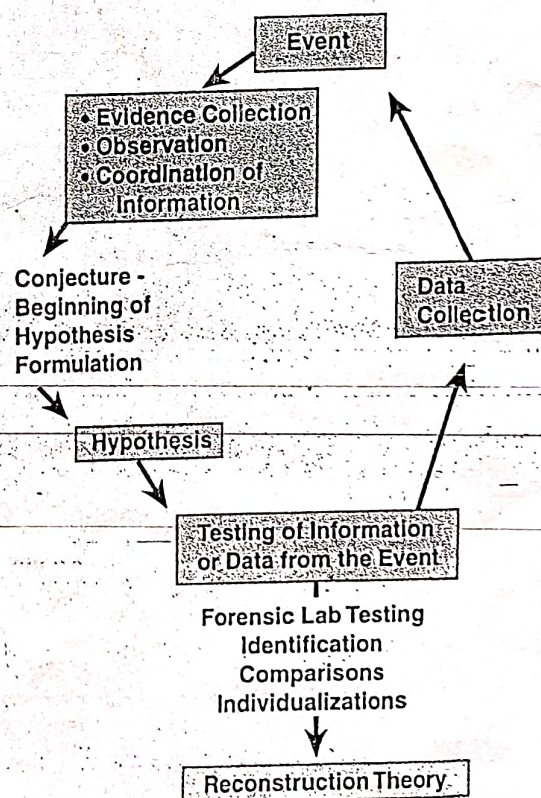 Event
• Evidence Collection
• Observation
• Coordination of
Information
Conjecture -
Beginning of
Hypothesis
Formulation
Data
Collection
Hypothesis
Testing of Information
or Data from the Event
Forensic Lab Testing
Identification
Comparisons
Individualizations
Reconstruction Theory